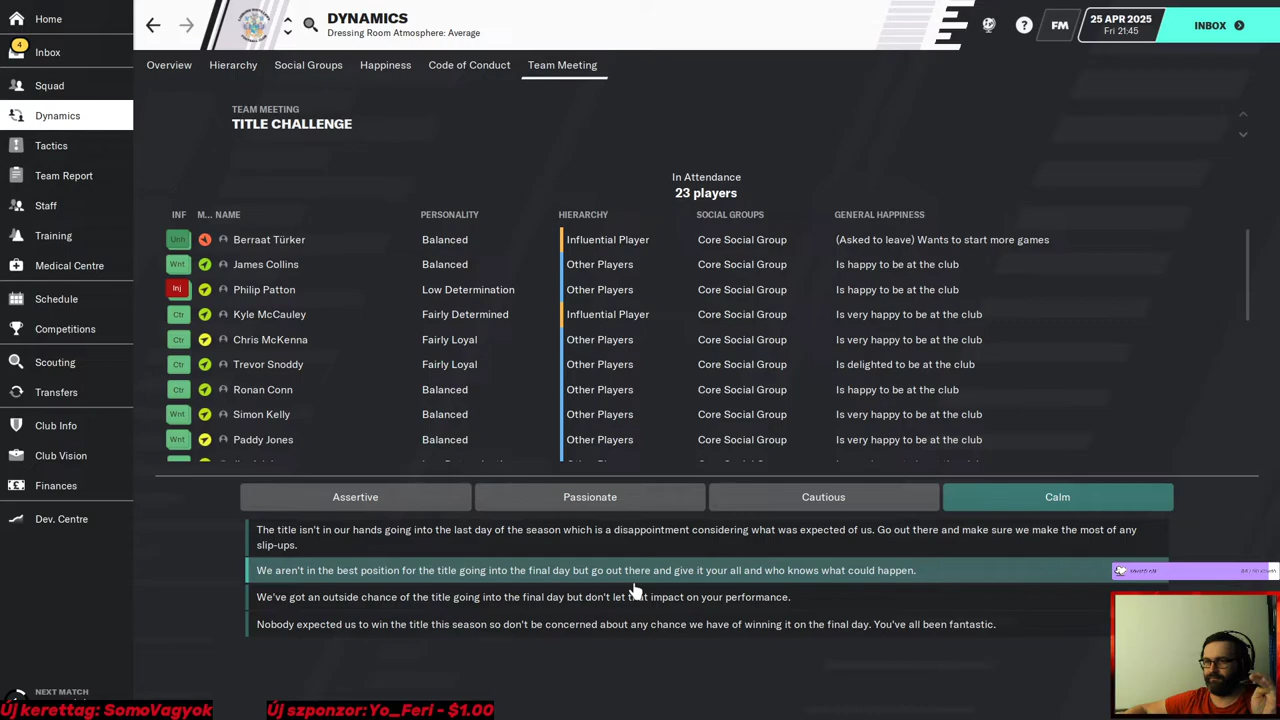 Home
4
Inbox
Squad
Dynamics
Tactics
Team Report
Staff
Training
Medical Centre
Schedule
Competitions
Scouting
Transfers
Club Info
Club Vision
Finances
Dev. Centre
NEXT MATCH
DYNAMICS
Dressing Room Atmosphere: Average
?
FM
25 APR 2025
Fri 21:45
INBOX
Overview
Hierarchy
Social Groups
Happiness
Code of Conduct
Team Meeting
TEAM MEETING
TITLE CHALLENGE
In Attendance
23 players
INF M... NAME PERSONALITY HIERARCHY SOCIAL GROUPS GENERAL HAPPINESS
Unh Berraat Türker Balanced Influential Player Core Social Group (Asked to leave) Wants to start more games
Wnt James Collins Balanced Other Players Core Social Group Is happy to be at the club
Inj Philip Patton Low Determination Other Players Core Social Group Is happy to be at the club
Ctr Kyle McCauley Fairly Determined Influential Player Core Social Group Is very happy to be at the club
Ctr Chris McKenna Fairly Loyal Other Players Core Social Group Is very happy to be at the club
Ctr Trevor Snoddy Fairly Loyal Other Players Core Social Group Is delighted to be at the club
Ctr Ronan Conn Balanced Other Players Core Social Group Is happy to be at the club
Wnt Simon Kelly Balanced Other Players Core Social Group Is very happy to be at the club
Wnt Paddy Jones Balanced Other Players Core Social Group Is very happy to be at the club
Assertive
Passionate
Cautious
Calm
The title isn't in our hands going into the last day of the season which is a disappointment considering what was expected of us. Go out there and make sure we make the most of any
slip-ups.
We aren't in the best position for the title going into the final day but go out there and give it your all and who knows what could happen.
We've got an outside chance of the title going into the final day but don't let that impact on your performance.
Nobody expected us to win the title this season so don't be concerned about any chance we have of winning it on the final day. You've all been fantastic.
Új kerettag: SomoVagyok
Új szponzor: Yo_Feri - $1.00